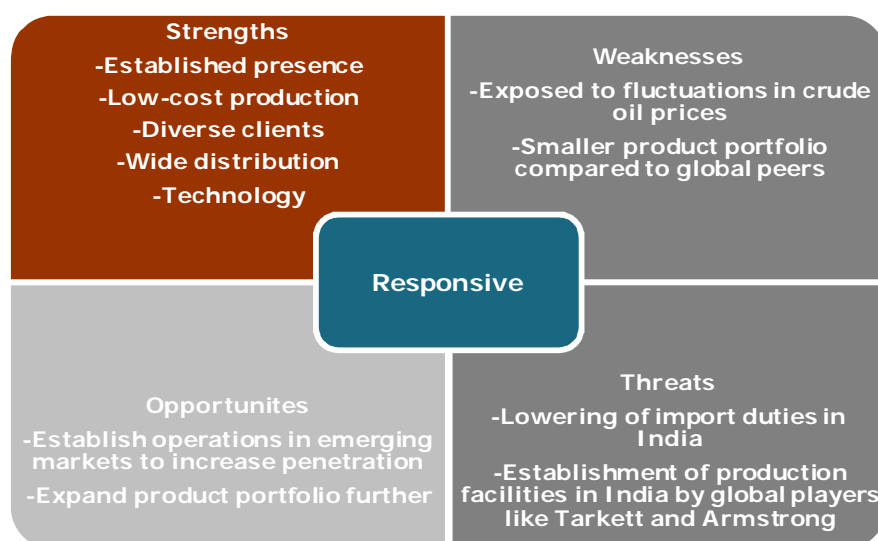 Strengths
-Established presence
-Low-cost production
-Diverse clients
-Wide distribution
-Technology
Weaknesses
-Exposed to fluctuations in crude
oil prices
-Smaller product portfolio
compared to global peers
Responsive
Opportunites
-Establish operations in emerging
markets to increase penetration
-Expand product portfolio further
Threats
-Lowering of import duties in
India
-Establishment of production
facilities in India by global players
like Tarkett and Armstrong